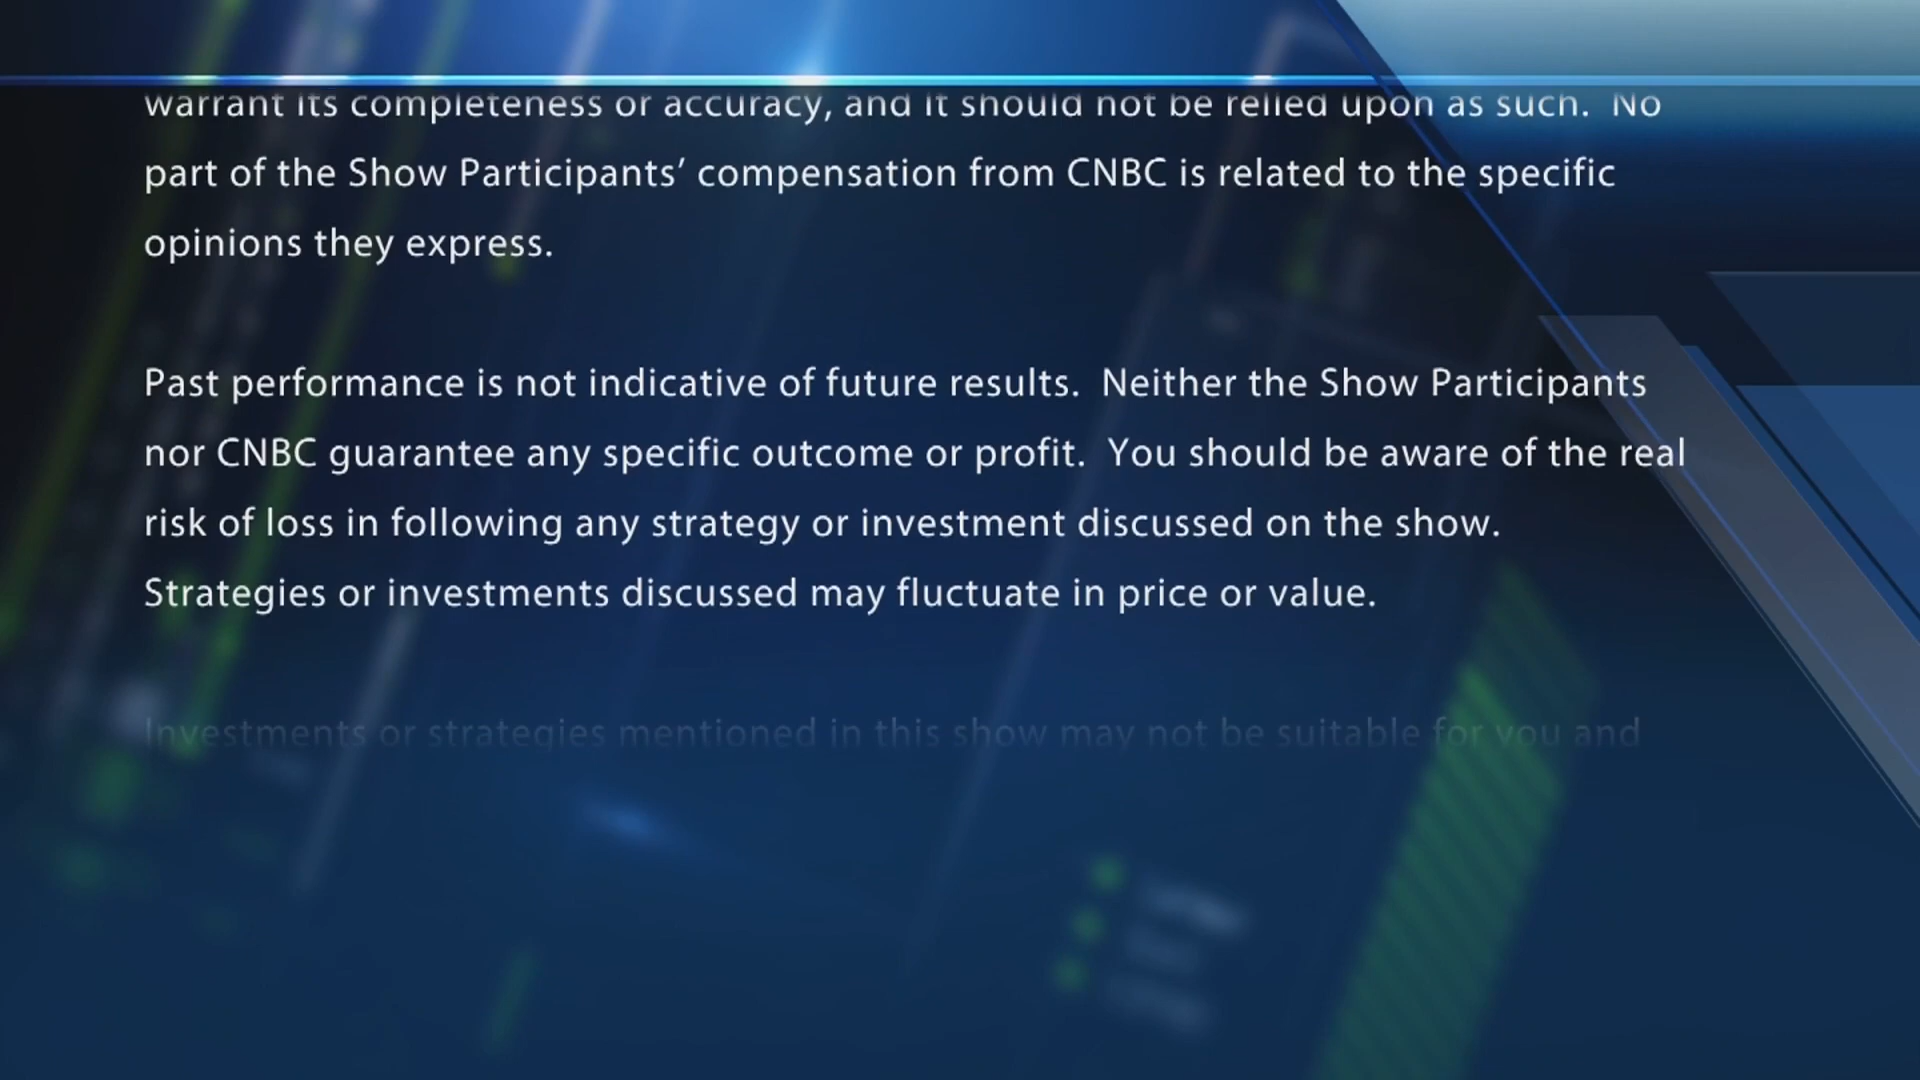 warrant its completeness or accuracy, and it should not be relied upon as such.  No
part of the Show Participants’ compensation from CNBC is related to the specific
opinions they express.
Past performance is not indicative of future results.  Neither the Show Participants
nor CNBC guarantee any specific outcome or profit.  You should be aware of the real
risk of loss in following any strategy or investment discussed on the show.
Strategies or investments discussed may fluctuate in price or value.
Investments or strategies mentioned in this show may not be suitable for you and